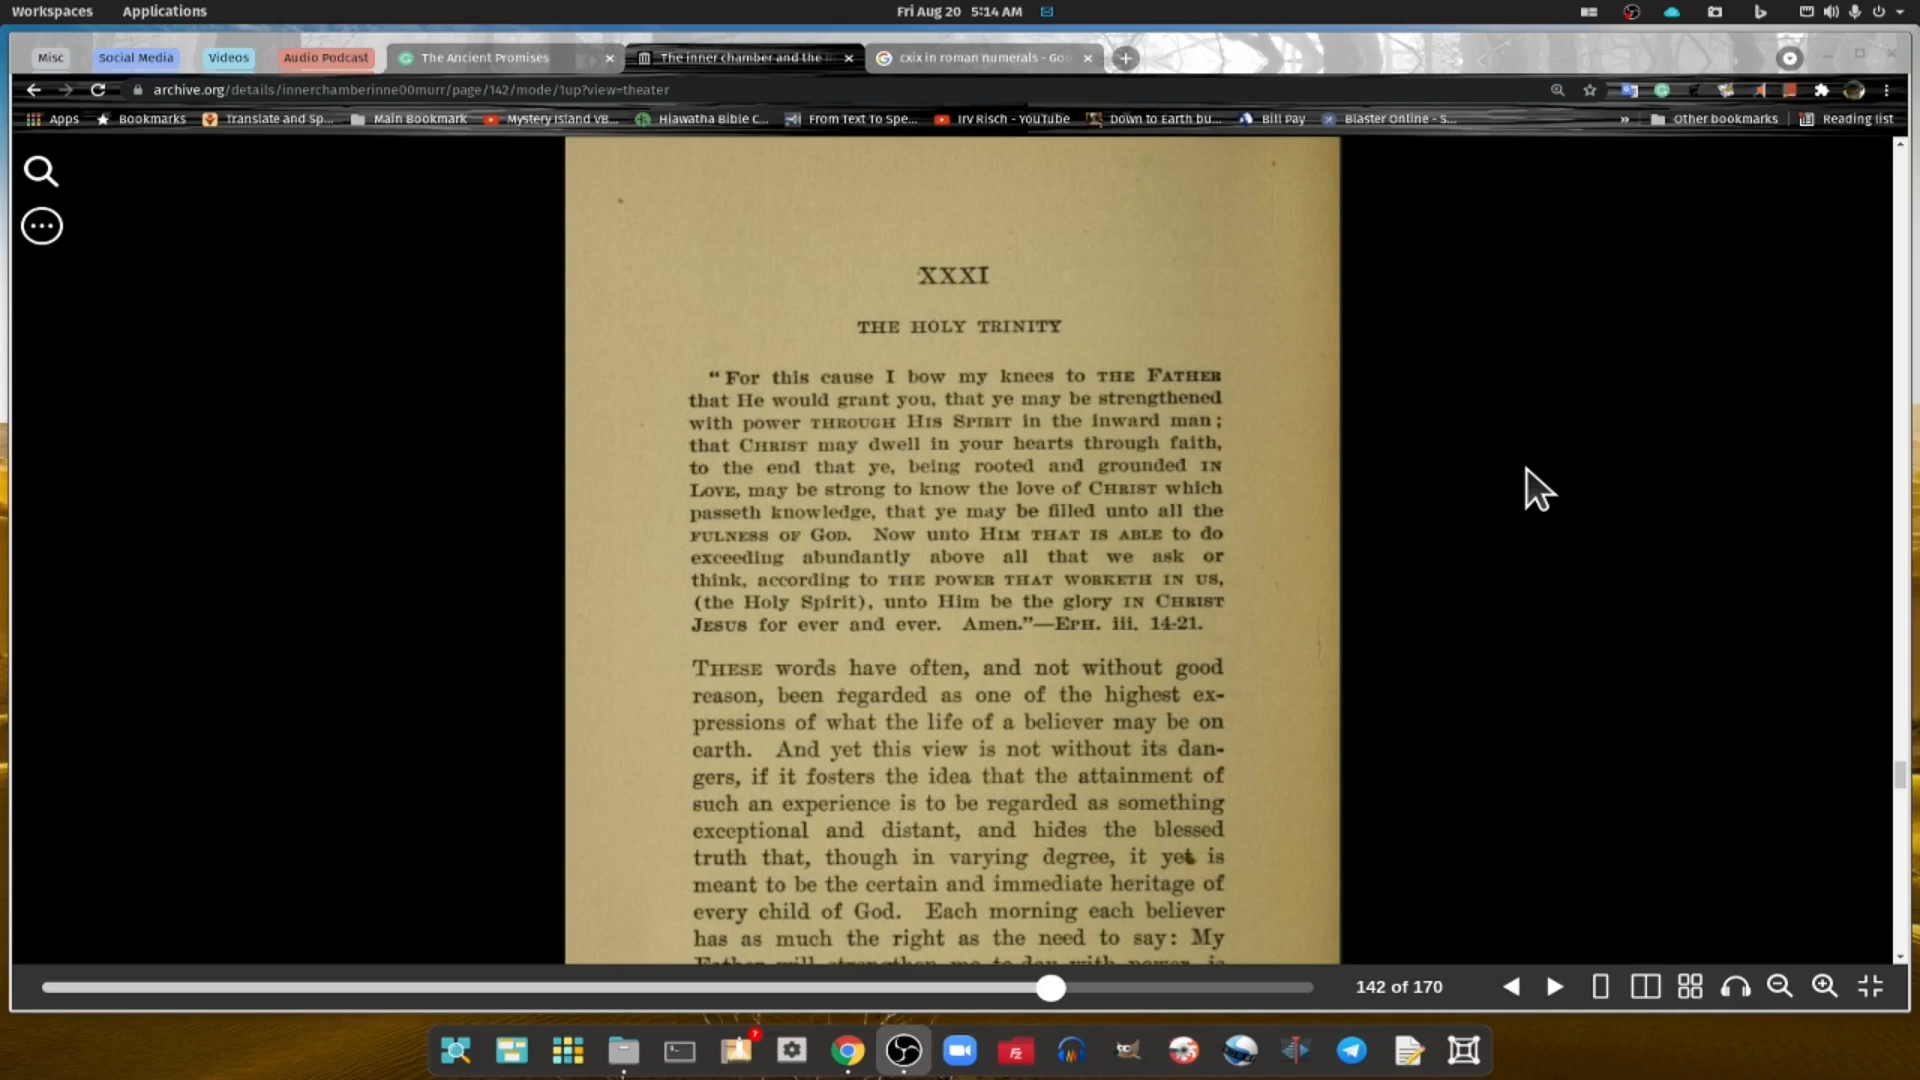 Workspaces Applications Fri Aug 20 5:14 AM
Misc Social Media Videos Audio Podcast The Ancient Promises The inner chamber and the i cxix in roman numerals - Goo
archive.org/details/innerchamberinne00murr/page/142/mode/1up?view=theater
Apps Bookmarks Translate and Sp... Main Bookmark Mystery Island VB... Hiawatha Bible C... From Text To Spe... Irv Risch - YouTube Down to Earth bu... Bill Pay Blaster Online - S... » Other bookmarks Reading list
XXXI
THE HOLY TRINITY
“For this cause I bow my knees to THE FATHER
that He would grant you, that ye may be strengthened
with power THROUGH HIS SPIRIT in the inward man;
that CHRIST may dwell in your hearts through faith,
to the end that ye, being rooted and grounded IN
LOVE, may be strong to know the love of CHRIST which
passeth knowledge, that ye may be filled unto all the
FULNESS OF GOD. Now unto HIM THAT IS ABLE to do
exceeding abundantly above all that we ask or
think, according to THE POWER THAT WORKETH IN US,
(the Holy Spirit), unto Him be the glory IN CHRIST
JESUS for ever and ever. Amen.”—EPH. iii. 14-21.
THESE words have often, and not without good
reason, been regarded as one of the highest ex-
pressions of what the life of a believer may be on
earth. And yet this view is not without its dan-
gers, if it fosters the idea that the attainment of
such an experience is to be regarded as something
exceptional and distant, and hides the blessed
truth that, though in varying degree, it yet is
meant to be the certain and immediate heritage of
every child of God. Each morning each believer
has as much the right as the need to say: My
Father will strengthen me to-day with power, is
142 of 170
7
Fz